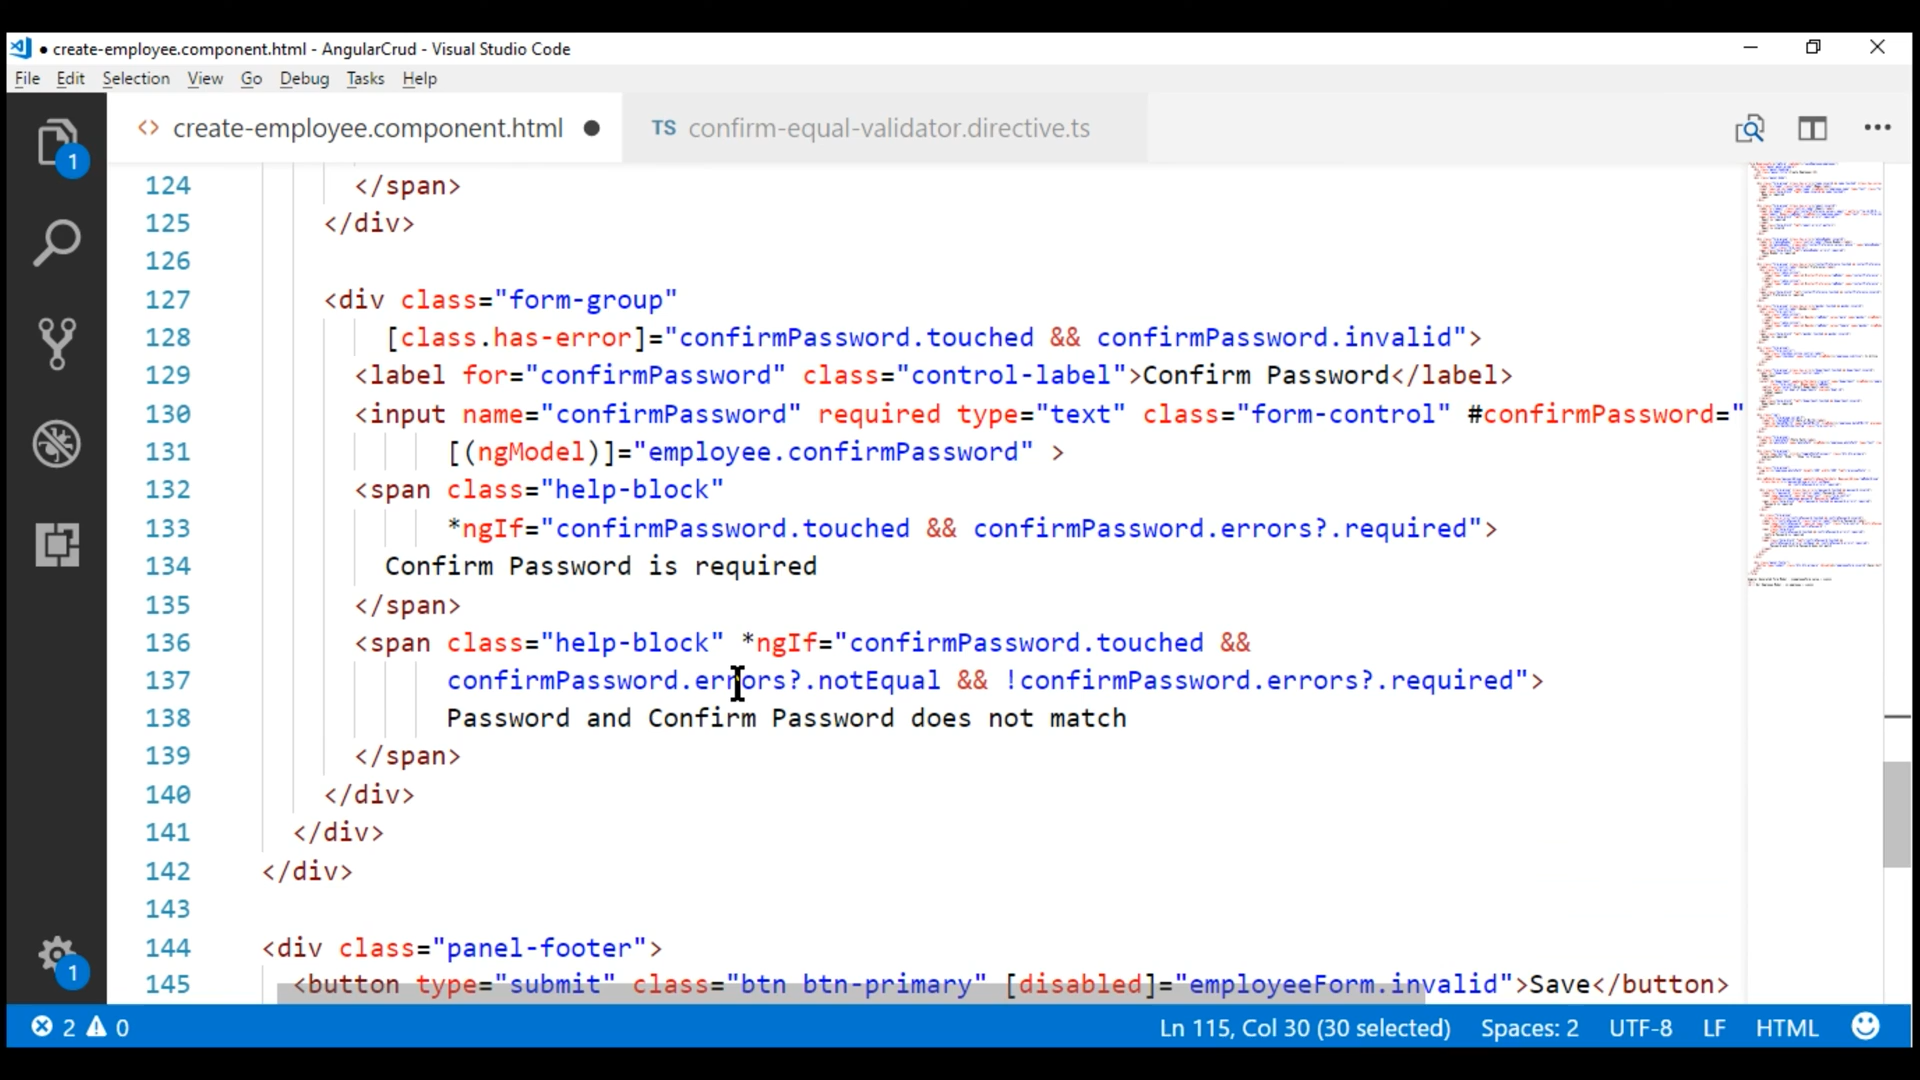 ● create-employee.component.html - AngularCrud - Visual Studio Code
File Edit Selection View Go Debug Tasks Help
<> create-employee.component.html ●
TS confirm-equal-validator.directive.ts
1
124 </span>
125 </div>
126
127 <div class="form-group"
128 [class.has-error]="confirmPassword.touched && confirmPassword.invalid">
129 <label for="confirmPassword" class="control-label">Confirm Password</label>
130 <input name="confirmPassword" required type="text" class="form-control" #confirmPassword="
131 [(ngModel)]="employee.confirmPassword" >
132 <span class="help-block"
133 *ngIf="confirmPassword.touched && confirmPassword.errors?.required">
134 Confirm Password is required
135 </span>
136 <span class="help-block" *ngIf="confirmPassword.touched &&
137 confirmPassword.errors?.notEqual && !confirmPassword.errors?.required">
138 Password and Confirm Password does not match
139 </span>
140 </div>
141 </div>
142 </div>
143
144 <div class="panel-footer">
145 <button type="submit" class="btn btn-primary" [disabled]="employeeForm.invalid">Save</button>
1
2 0
Ln 115, Col 30 (30 selected) Spaces: 2 UTF-8 LF HTML